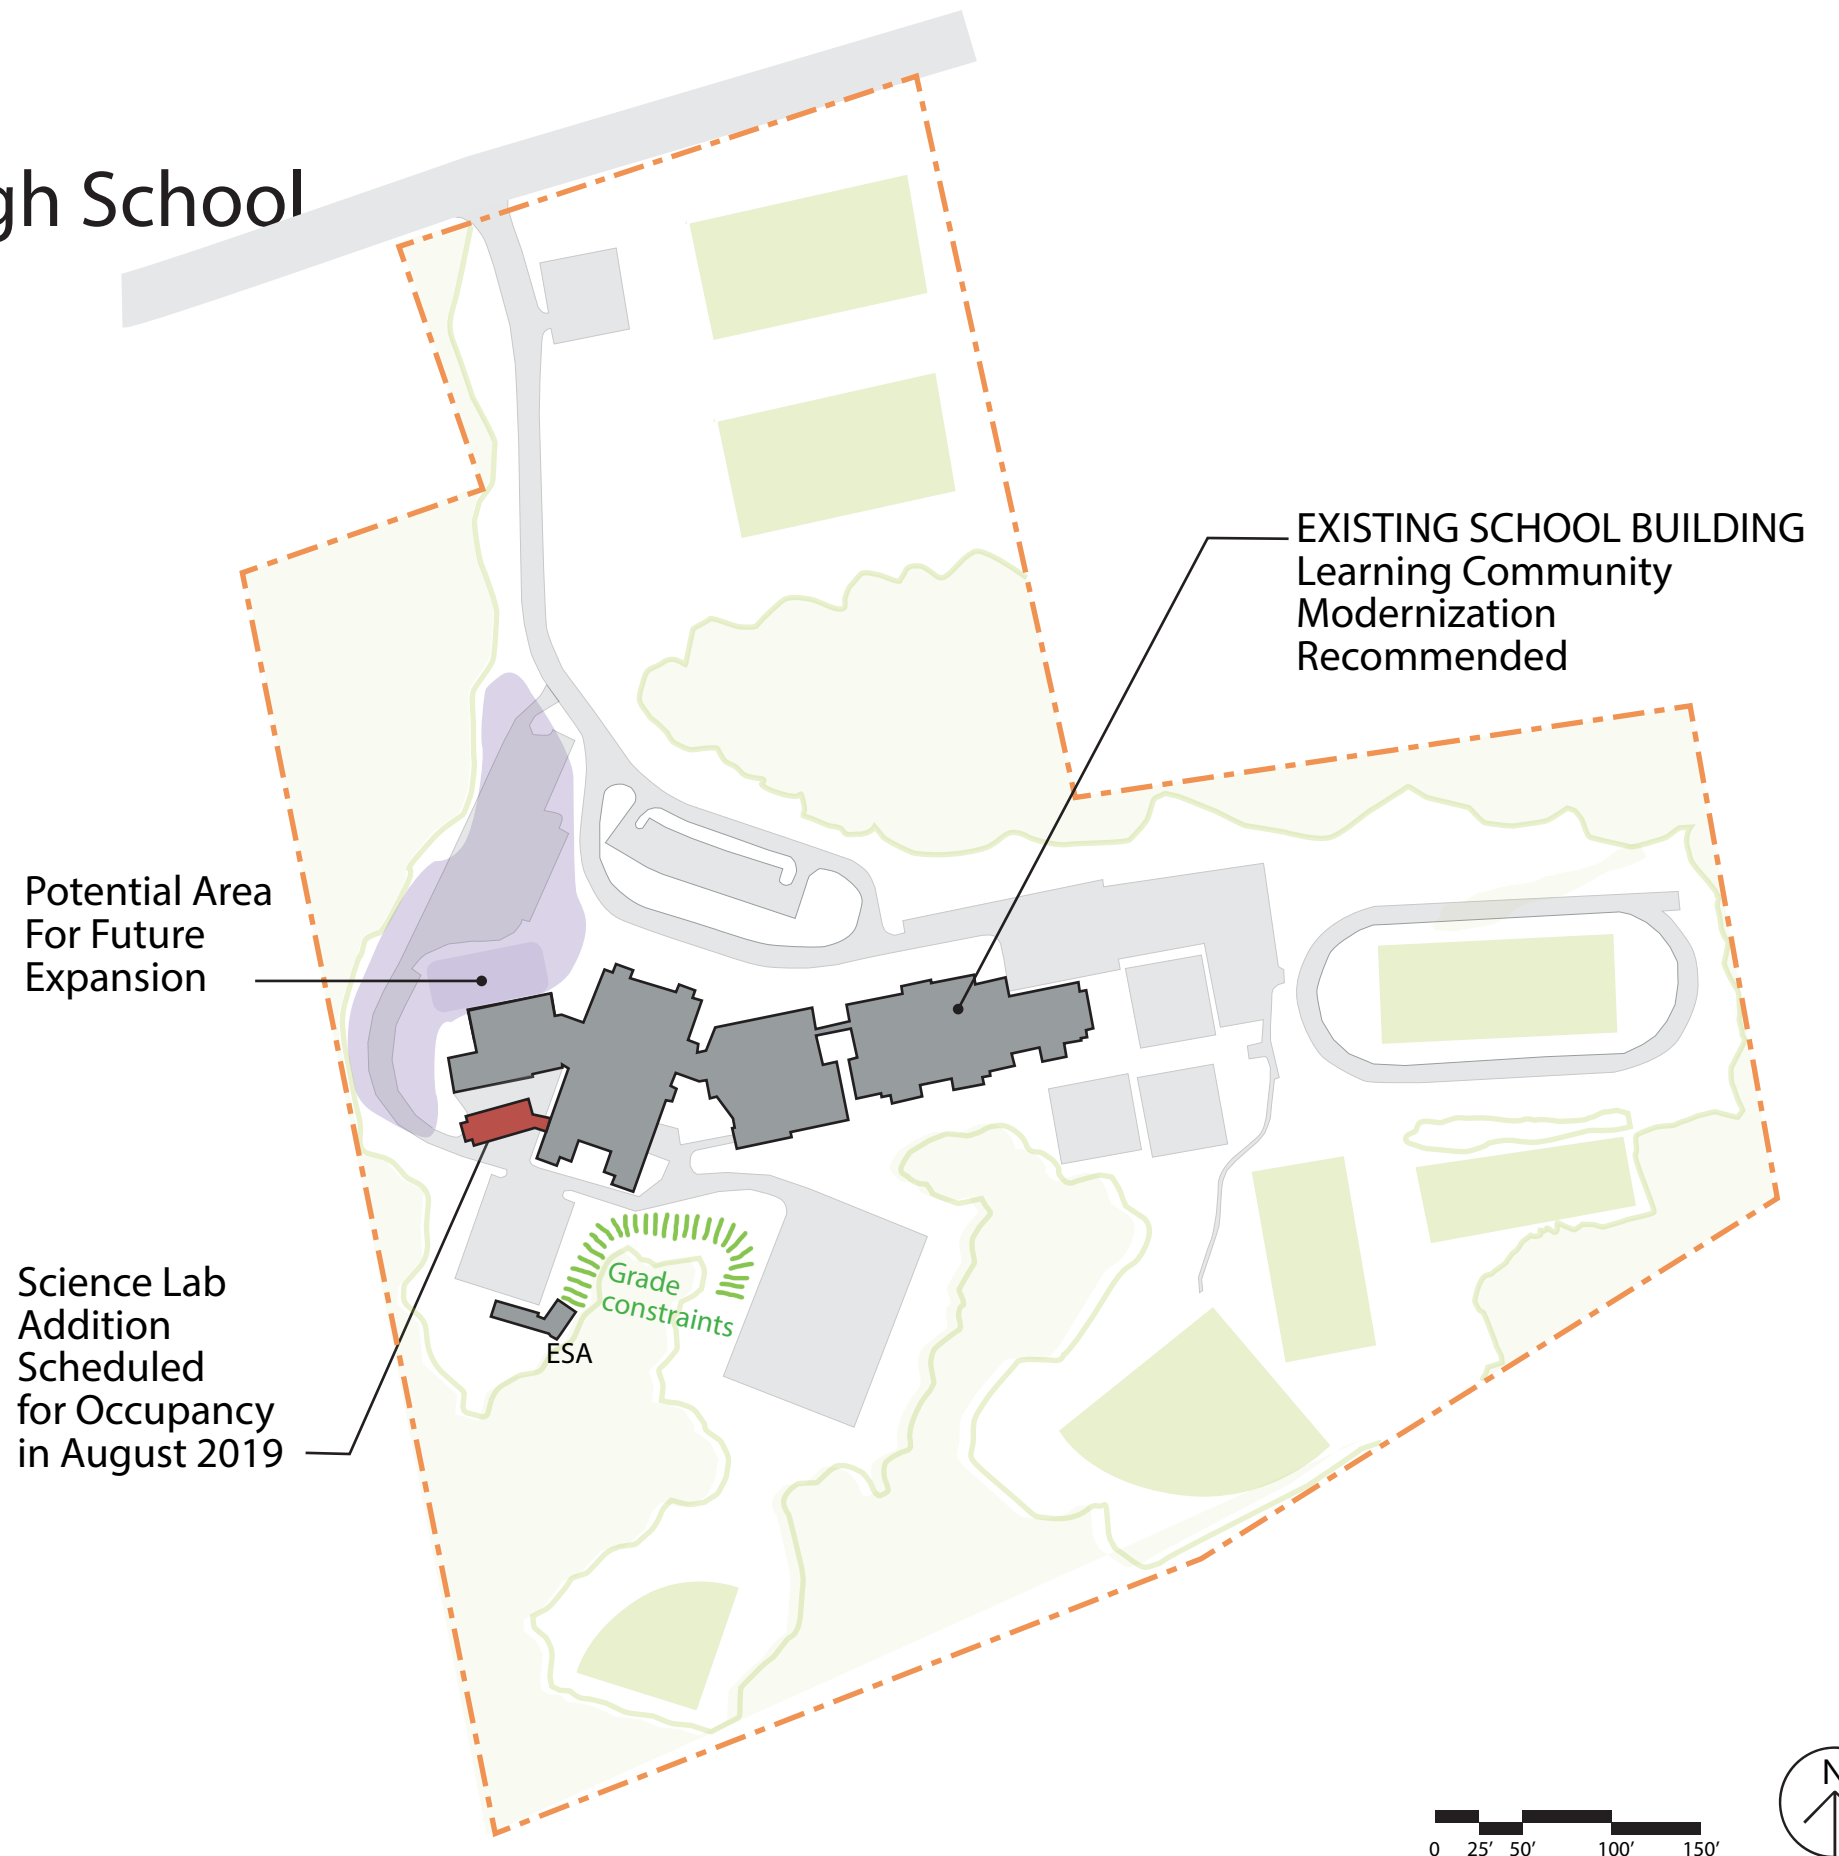 gh School
EXISTING SCHOOL BUILDING
Learning Community
Modernization
Recommended
Potential Area
For Future
Expansion
Grade
constraints
ESA
Science Lab
Addition
Scheduled
for Occupancy
in August 2019
N
0 25′ 50′ 100′ 150′